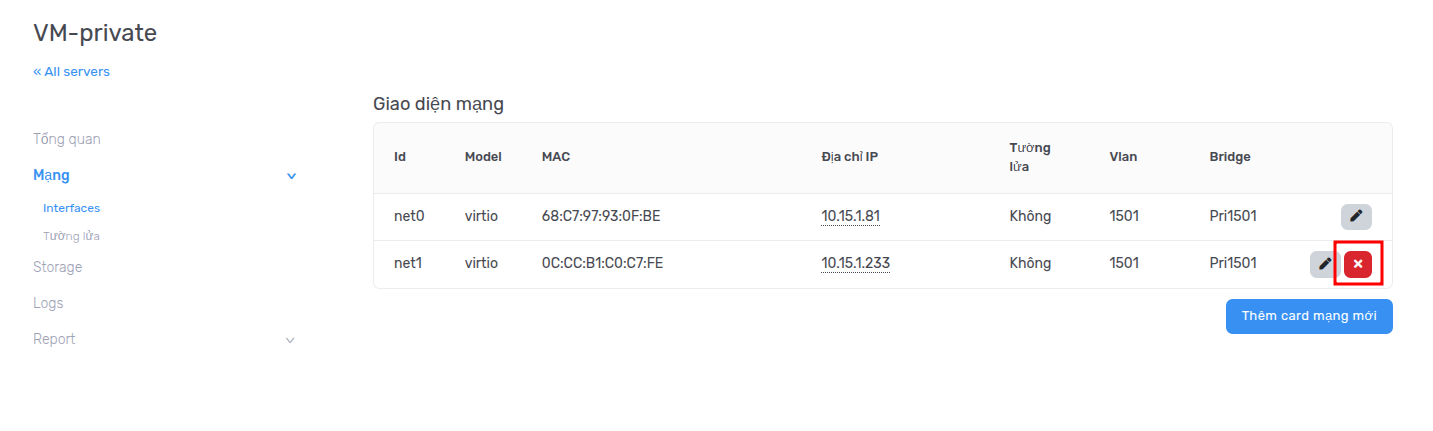 VM-private
« All servers
Tổng quan
Mạng
Interfaces
Tường lửa
Storage
Logs
Report
Giao diện mạng
Id Model MAC Địa chỉ IP Tường lửa Vlan Bridge
net0 virtio 68:C7:97:93:0F:BE 10.15.1.81 Không 1501 Pri1501
net1 virtio 0C:CC:B1:C0:C7:FE 10.15.1.233 Không 1501 Pri1501
Thêm card mạng mới